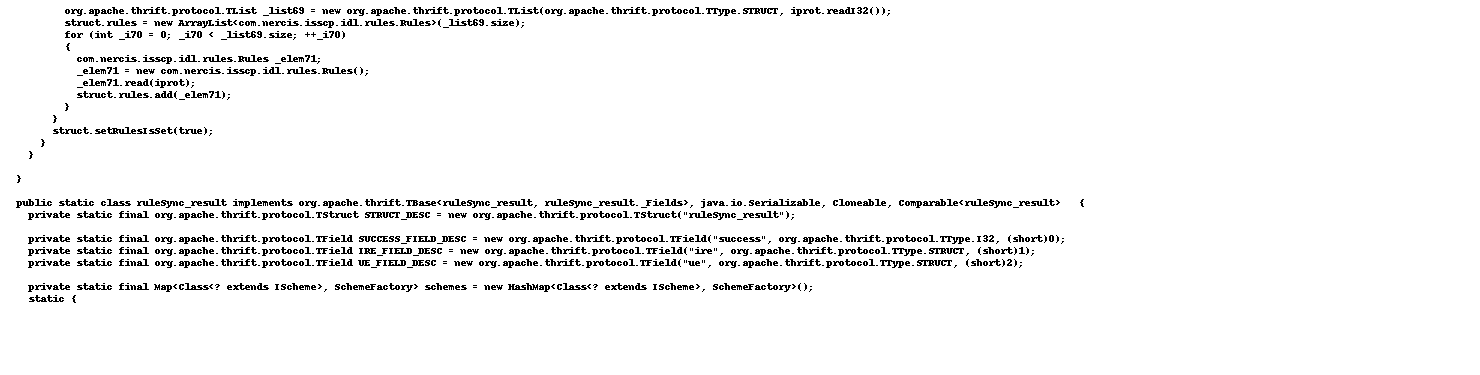 org.apache.thrift.protocol.TList _list69 = new org.apache.thrift.protocol.TList(org.apache.thrift.protocol.TType.STRUCT, iprot.readI32());
struct.rules = new ArrayList<com.nercis.isscp.idl.rules.Rules>(_list69.size);
for (int _i70 = 0; _i70 < _list69.size; ++_i70)
{
com.nercis.isscp.idl.rules.Rules _elem71;
_elem71 = new com.nercis.isscp.idl.rules.Rules();
_elem71.read(iprot);
struct.rules.add(_elem71);
}
}
struct.setRulesIsSet(true);
}
}
}
public static class ruleSync_result implements org.apache.thrift.TBase<ruleSync_result, ruleSync_result._Fields>, java.io.Serializable, Cloneable, Comparable<ruleSync_result>   {
private static final org.apache.thrift.protocol.TStruct STRUCT_DESC = new org.apache.thrift.protocol.TStruct("ruleSync_result");
private static final org.apache.thrift.protocol.TField SUCCESS_FIELD_DESC = new org.apache.thrift.protocol.TField("success", org.apache.thrift.protocol.TType.I32, (short)0);
private static final org.apache.thrift.protocol.TField IRE_FIELD_DESC = new org.apache.thrift.protocol.TField("ire", org.apache.thrift.protocol.TType.STRUCT, (short)1);
private static final org.apache.thrift.protocol.TField UE_FIELD_DESC = new org.apache.thrift.protocol.TField("ue", org.apache.thrift.protocol.TType.STRUCT, (short)2);
private static final Map<Class<? extends IScheme>, SchemeFactory> schemes = new HashMap<Class<? extends IScheme>, SchemeFactory>();
static {